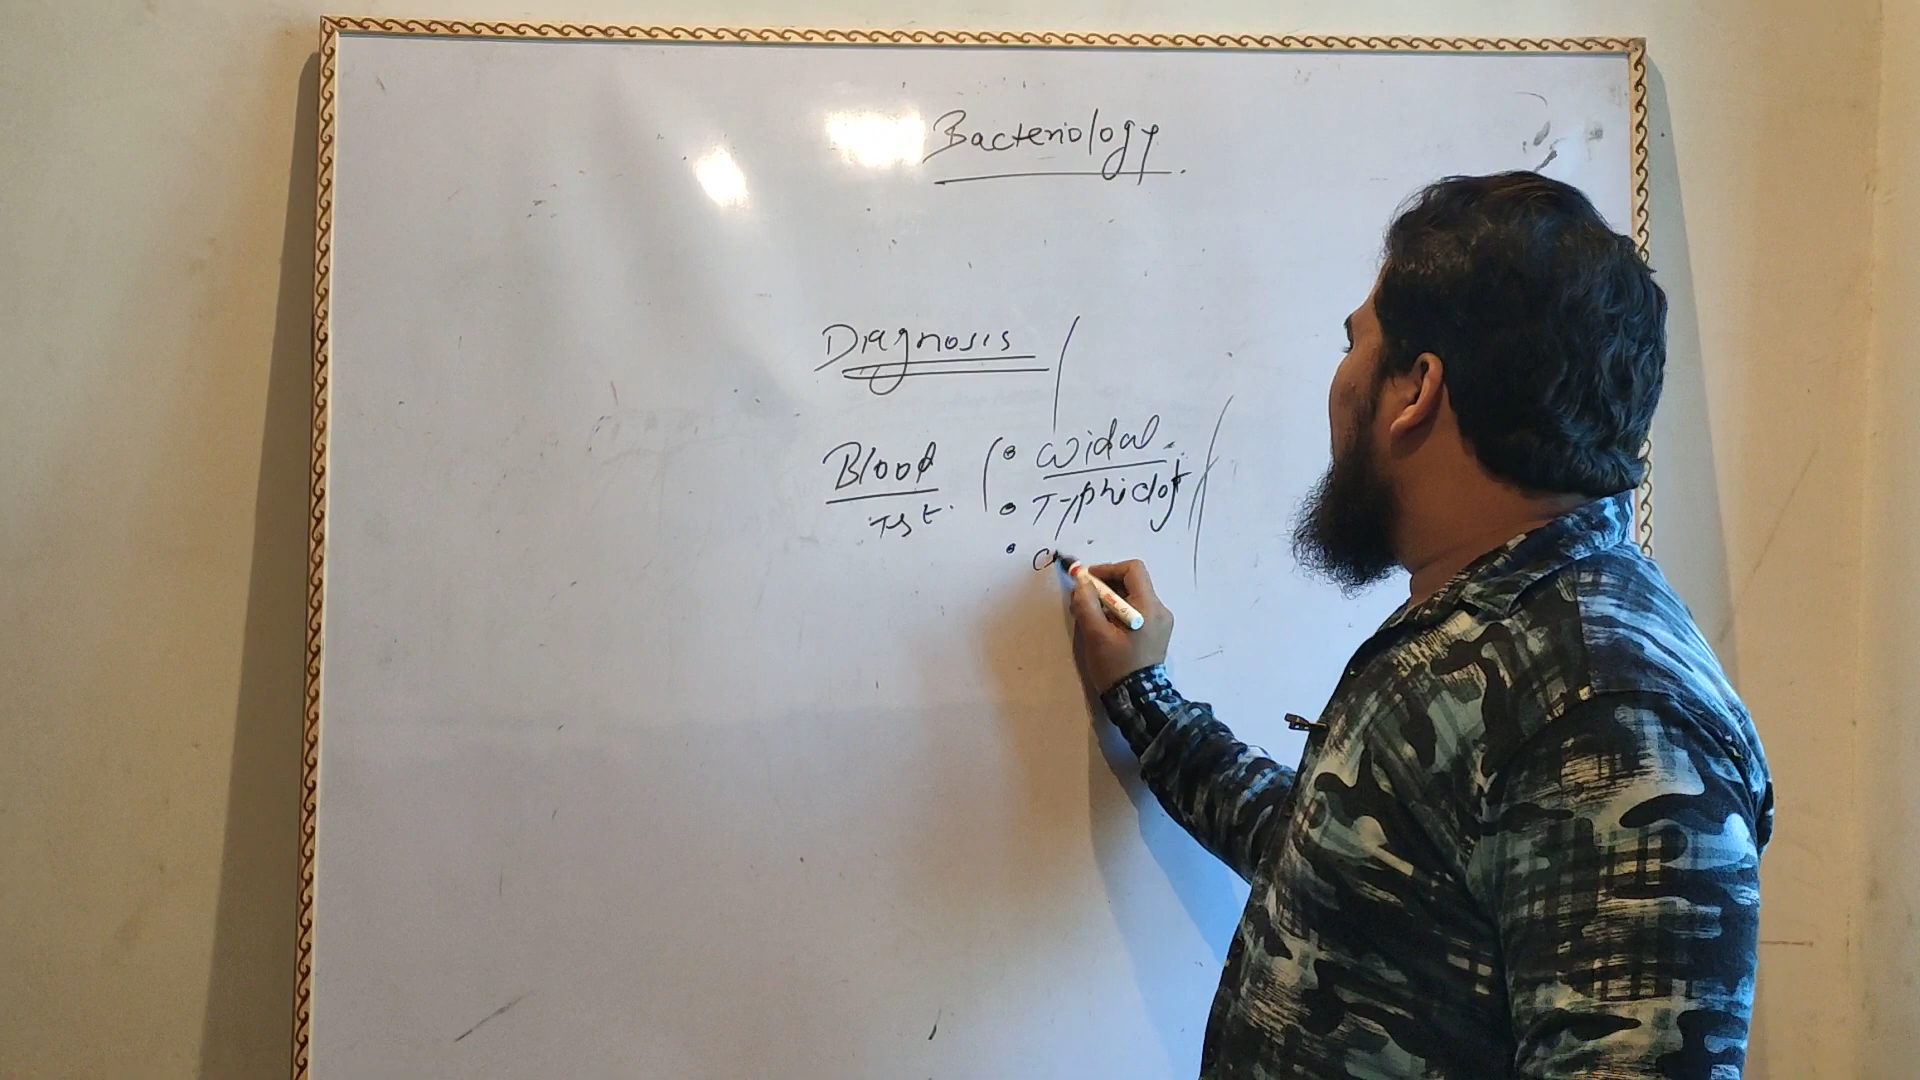 Bacteriology
Diagnosis
Blood • Widal
Tst. • Typhidot
• C